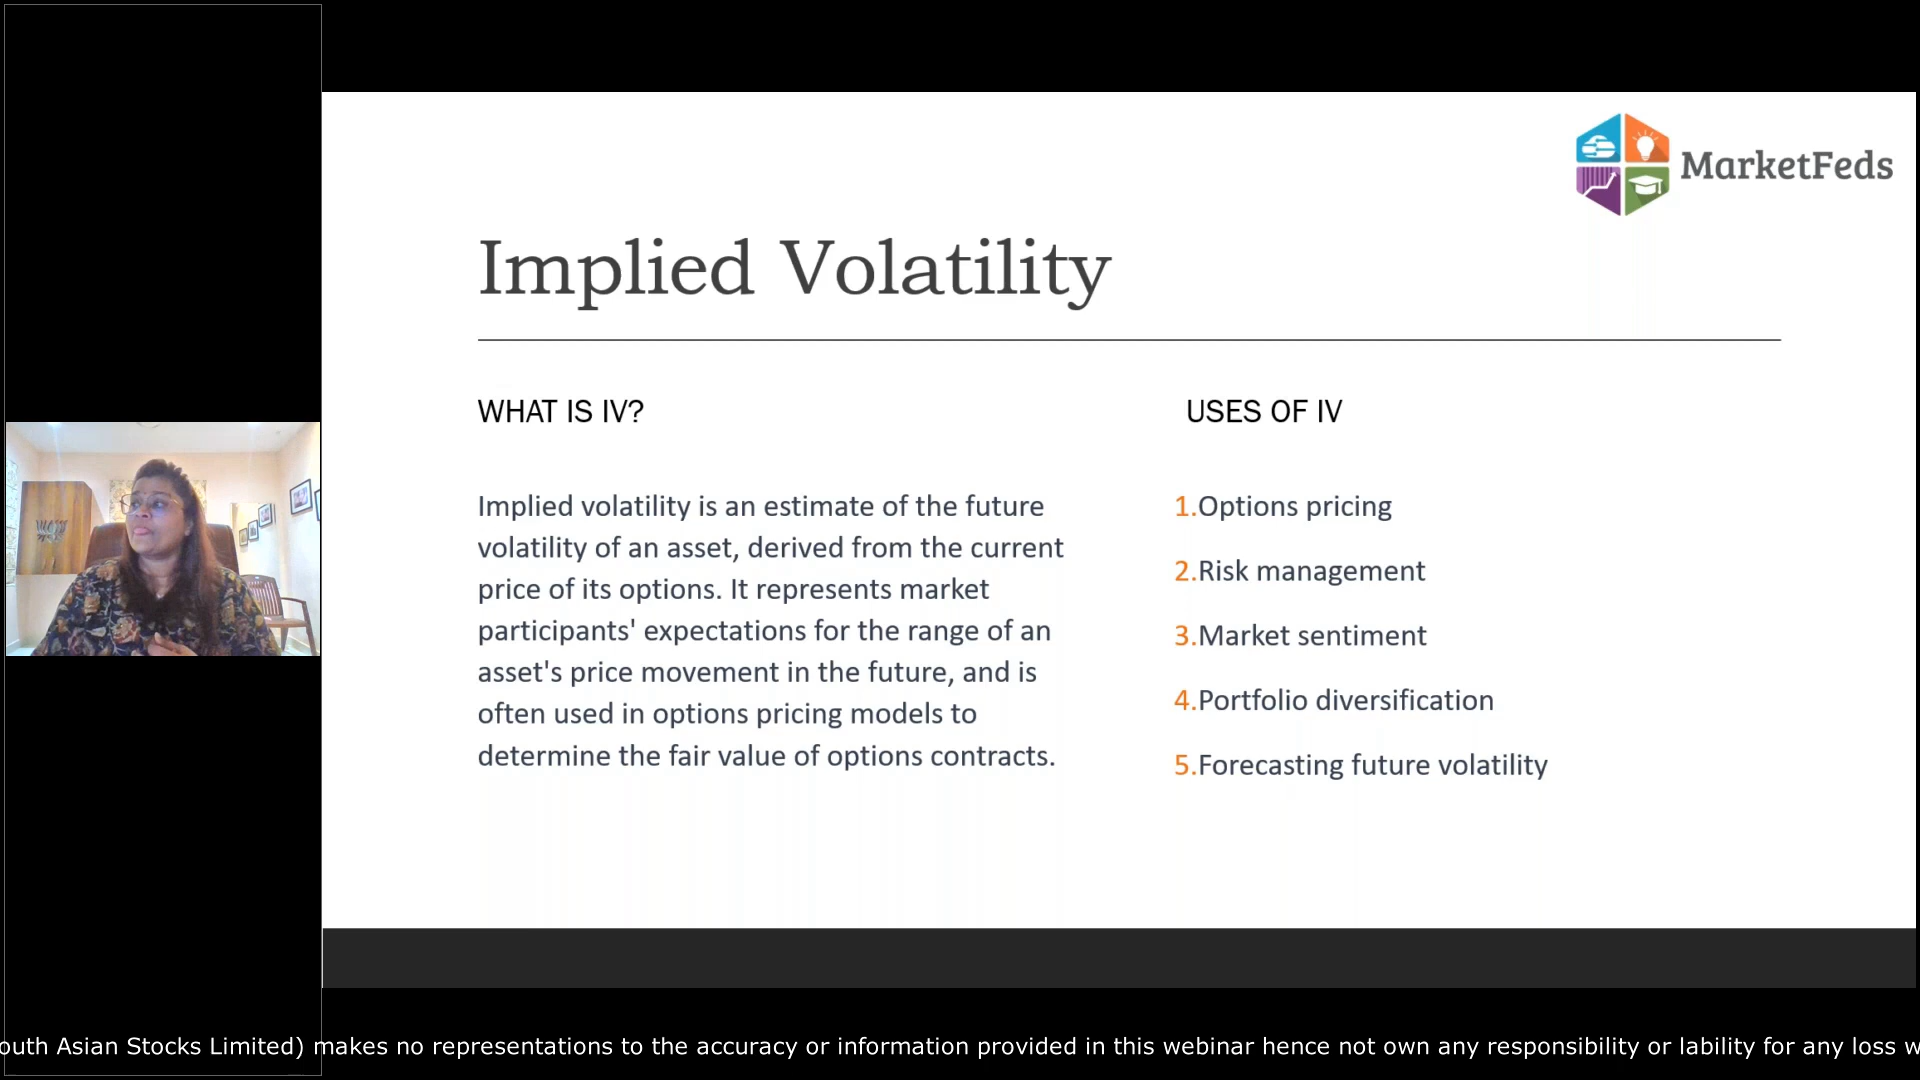 MarketFeds
Implied Volatility
WHAT IS IV?
Implied volatility is an estimate of the future
volatility of an asset, derived from the current
price of its options. It represents market
participants' expectations for the range of an
asset's price movement in the future, and is
often used in options pricing models to
determine the fair value of options contracts.
USES OF IV
1.Options pricing
2.Risk management
3.Market sentiment
4.Portfolio diversification
5.Forecasting future volatility
outh Asian Stocks Limited) makes no representations to the accuracy or information provided in this webinar hence not own any responsibility or lability for any loss w